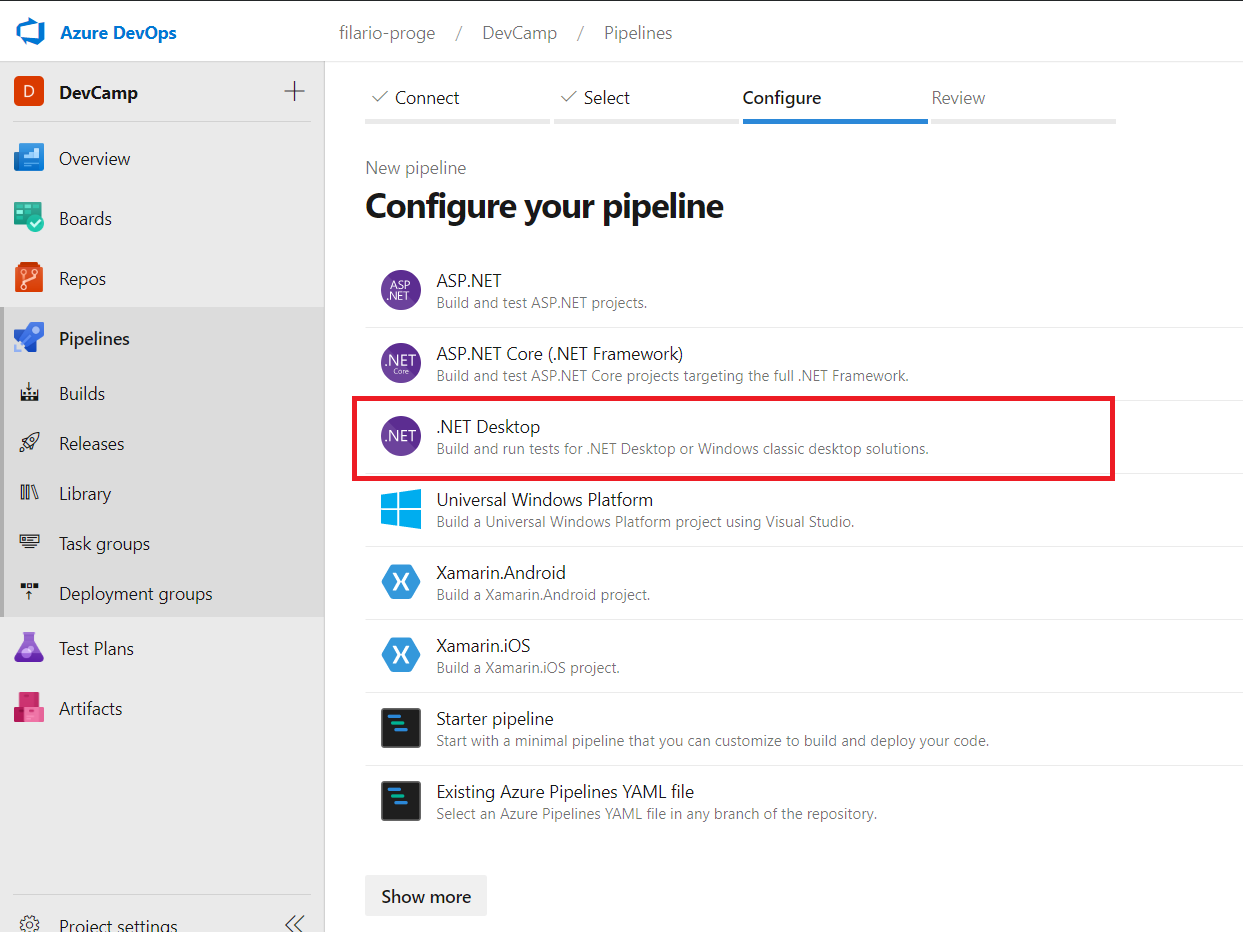 Azure DevOps
filario-proge / DevCamp / Pipelines
D DevCamp
Overview
Boards
Repos
Pipelines
Builds
Releases
Library
Task groups
Deployment groups
Test Plans
Artifacts
Project settings
Connect Select Configure Review
New pipeline
Configure your pipeline
ASP .NET
ASP.NET
Build and test ASP.NET projects.
.NET Core
ASP.NET Core (.NET Framework)
Build and test ASP.NET Core projects targeting the full .NET Framework.
.NET
.NET Desktop
Build and run tests for .NET Desktop or Windows classic desktop solutions.
Universal Windows Platform
Build a Universal Windows Platform project using Visual Studio.
Xamarin.Android
Build a Xamarin.Android project.
Xamarin.iOS
Build a Xamarin.iOS project.
Starter pipeline
Start with a minimal pipeline that you can customize to build and deploy your code.
Existing Azure Pipelines YAML file
Select an Azure Pipelines YAML file in any branch of the repository.
Show more